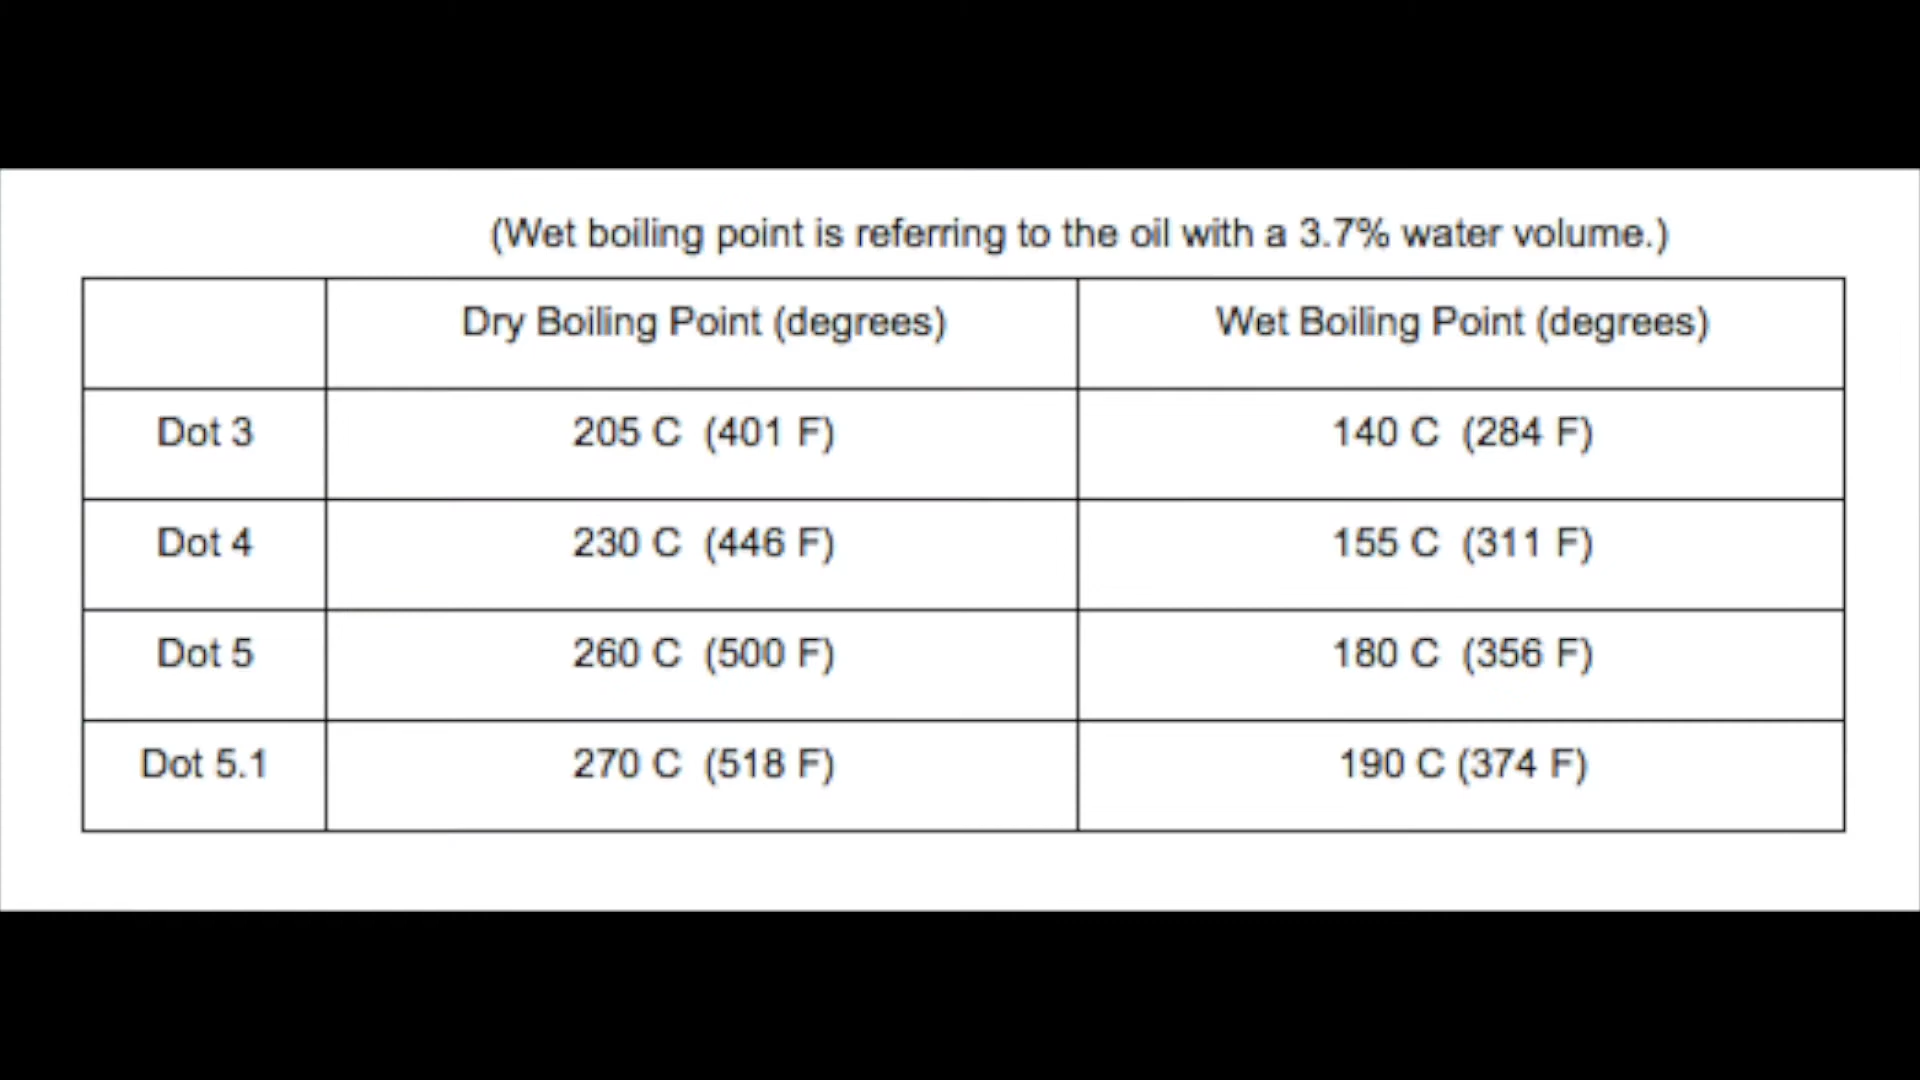 (Wet boiling point is referring to the oil with a 3.7% water volume.)
Dry Boiling Point (degrees) Wet Boiling Point (degrees)
Dot 3 205 C (401 F) 140 C (284 F)
Dot 4 230 C (446 F) 155 C (311 F)
Dot 5 260 C (500 F) 180 C (356 F)
Dot 5.1 270 C (518 F) 190 C (374 F)